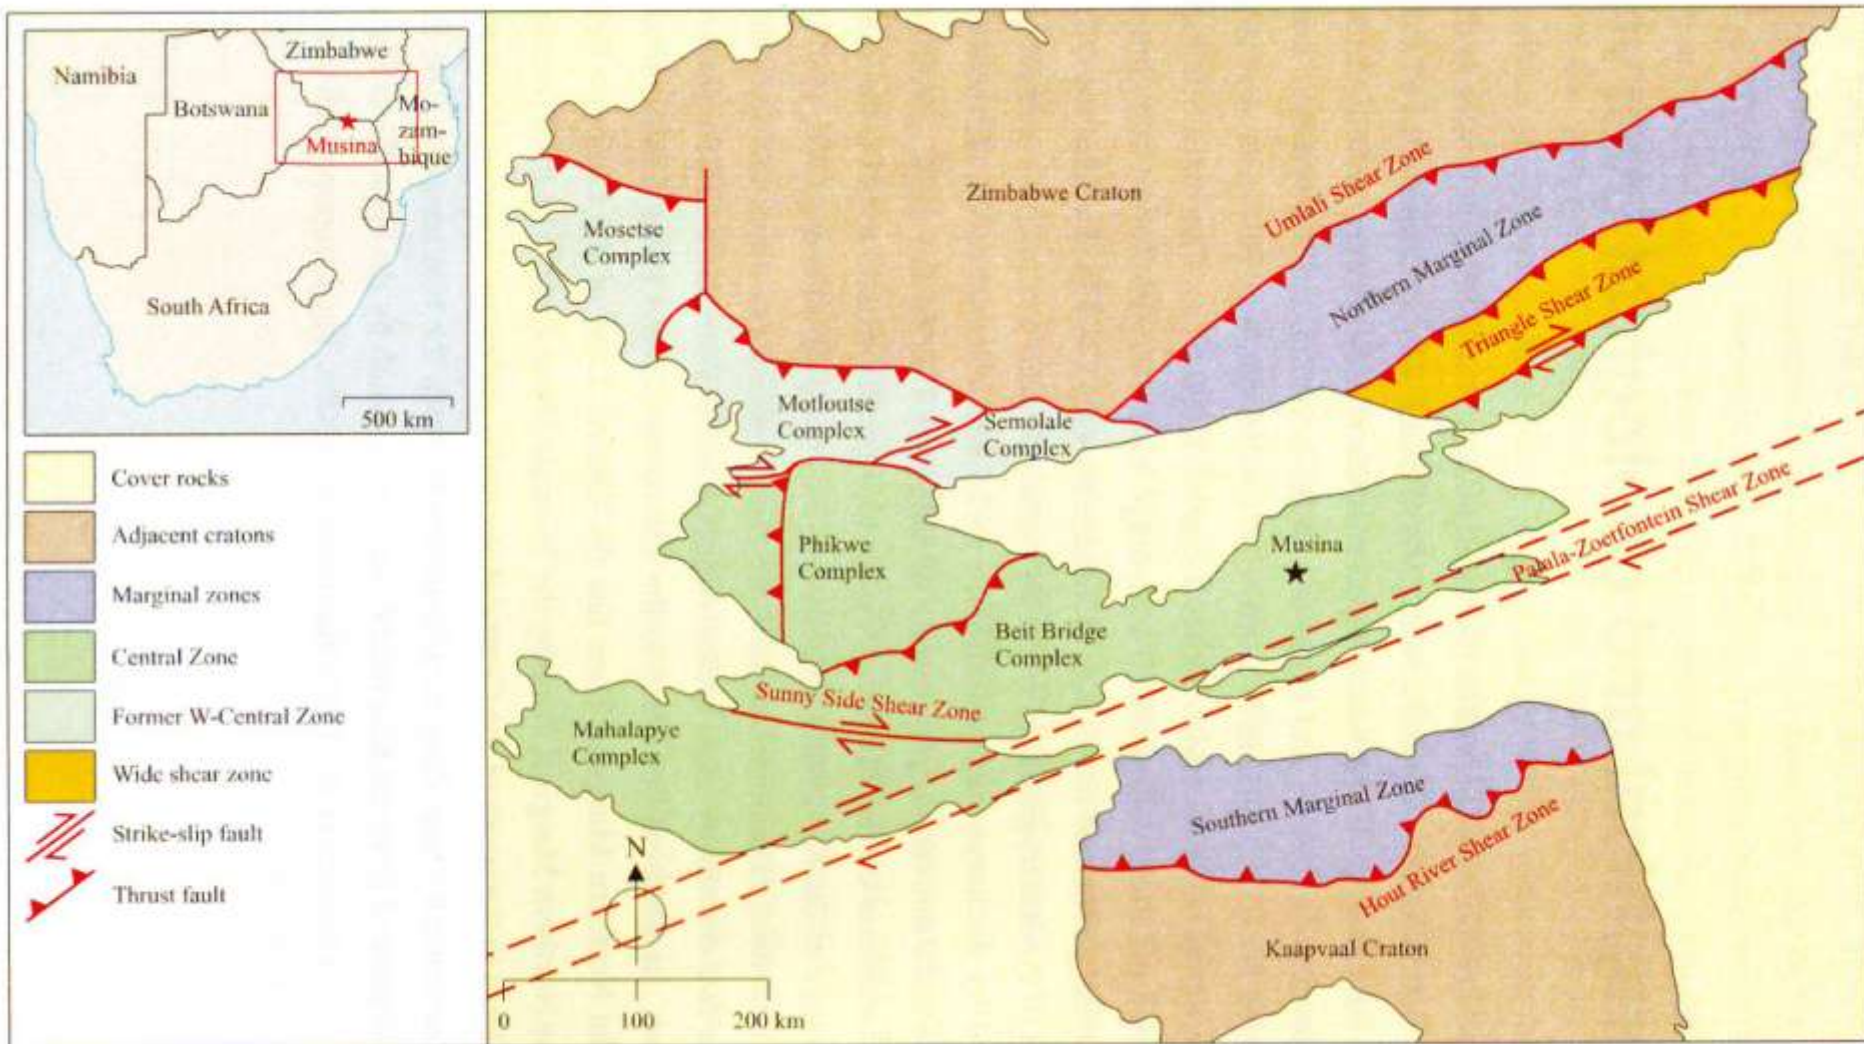 Zimbabwe
Namibia
Botswana
Mo-
zam-
bique
Musina
South Africa
500 km
Cover rocks
Adjacent cratons
Marginal zones
Central Zone
Former W-Central Zone
Wide shear zone
Strike-slip fault
Thrust fault
Zimbabwe Craton
Umlali Shear Zone
Mosetse
Complex
Northern Marginal Zone
Triangle Shear Zone
Motloutse
Complex
Semolale
Complex
Palala-Zoetfontein Shear Zone
Phikwe
Complex
Musina
Beit Bridge
Complex
Sunny Side Shear Zone
Mahalapye
Complex
Southern Marginal Zone
Hout River Shear Zone
Kaapvaal Craton
N
0
100
200 km